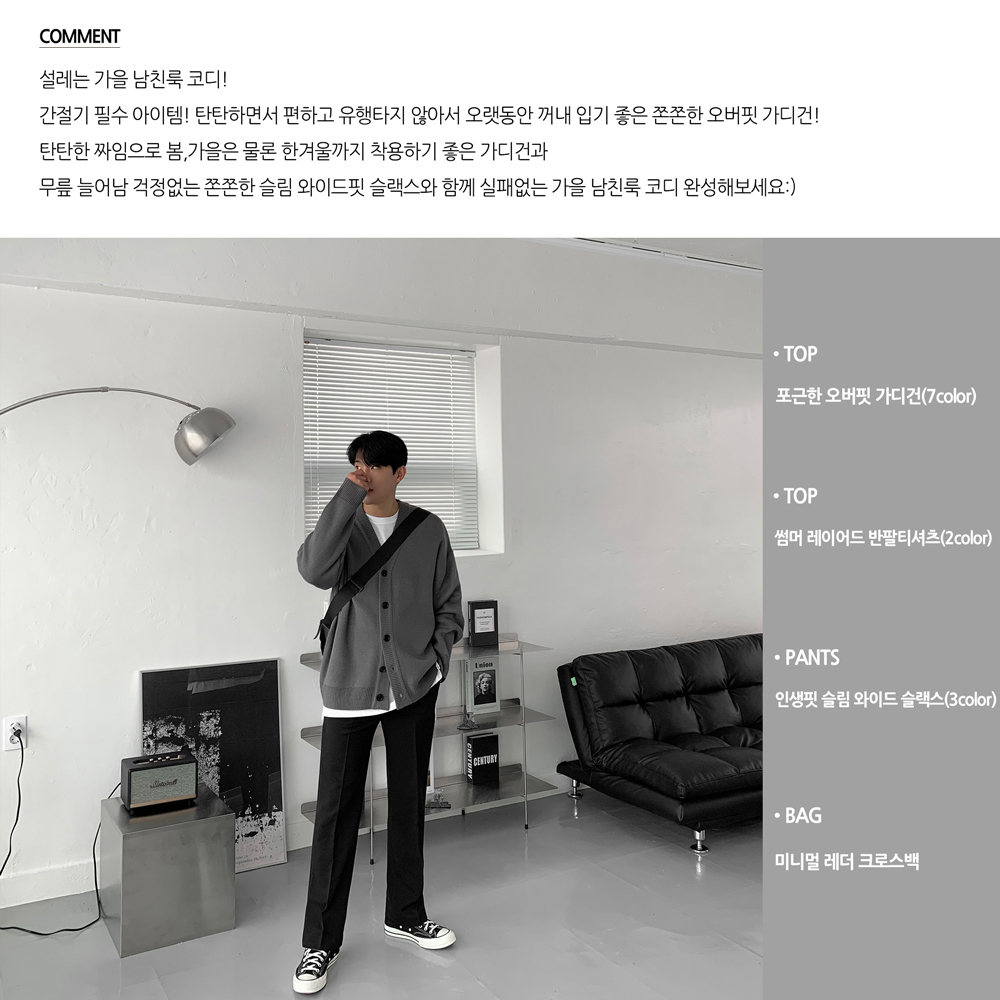 COMMENT
설레는 가을 남친룩 코디!
간절기 필수 아이템! 탄탄하면서 편하고 유행타지 않아서 오랫동안 꺼내 입기 좋은 쫀쫀한 오버핏 가디건!
탄탄한 짜임으로 봄,가을은 물론 한겨울까지 착용하기 좋은 가디건과
무릎 늘어남 걱정없는 쫀쫀한 슬림 와이드핏 슬랙스와 함께 실패없는 가을 남친룩 코디 완성해보세요:)
• TOP
포근한 오버핏 가디건(7color)
• TOP
썸머 레이어드 반팔티셔츠(2color)
• PANTS
인생핏 슬림 와이드 슬랙스(3color)
• BAG
미니멀 레더 크로스백
Union
CENTURY
CENTURY
Marshall